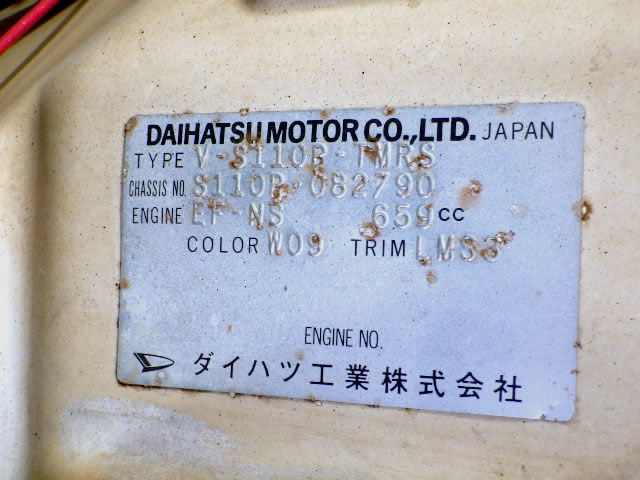 DAIHATSU MOTOR CO.,LTD. JAPAN
TYPE V-S110P-TMRS
CHASSIS NO. S110P-082790
ENGINE EF-NS 659 CC
COLOR W09 TRIM LMS3
ENGINE NO.
ダイハツ工業株式会社